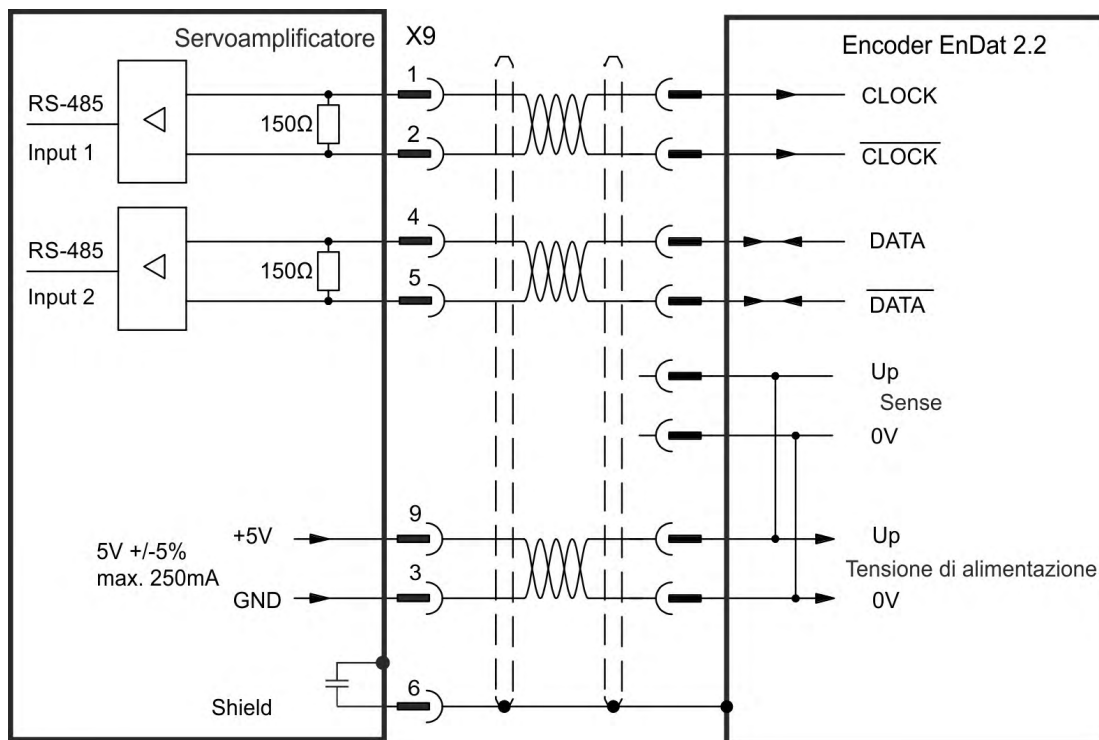 Servoamplificatore
X9
Encoder EnDat 2.2
1
RS-485
CLOCK
150Ω
2
Input 1
CLOCK
4
RS-485
DATA
150Ω
5
Input 2
DATA
Up
Sense
0V
9
+5V
Up
5V +/-5%
max. 250mA
Tensione di alimentazione
3
GND
0V
6
Shield